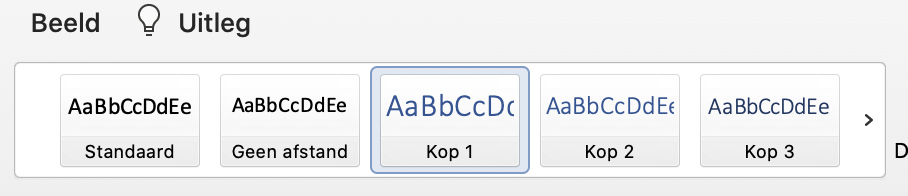 Beeld Uitleg
AaBbCcDdEe AaBbCcDdEe AaBbCcDc AaBbCcDdEe AaBbCcDdEe
Standaard Geen afstand Kop 1 Kop 2 Kop 3
D